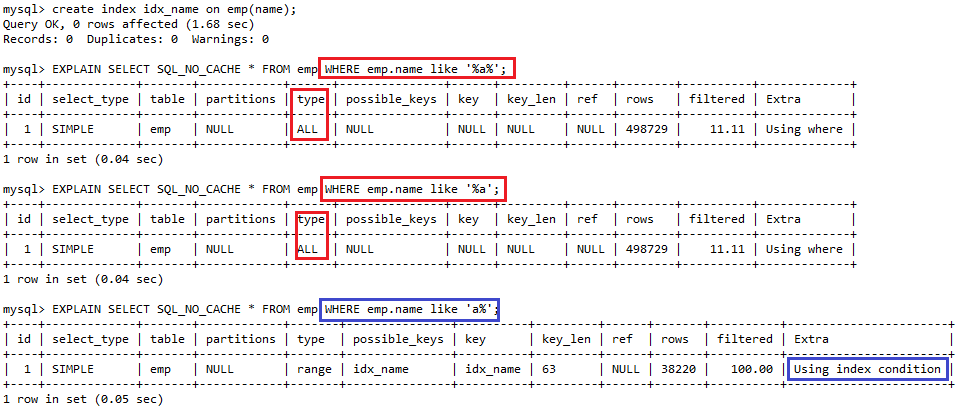 mysql> create index idx_name on emp(name);
Query OK, 0 rows affected (1.68 sec)
Records: 0  Duplicates: 0  Warnings: 0
mysql> EXPLAIN SELECT SQL_NO_CACHE * FROM emp WHERE emp.name like '%a%';
| id | select_type | table | partitions | type | possible_keys | key | key_len | ref | rows | filtered | Extra |
| 1 | SIMPLE | emp | NULL | ALL | NULL | NULL | NULL | NULL | 498729 | 11.11 | Using where |
1 row in set (0.04 sec)
mysql> EXPLAIN SELECT SQL_NO_CACHE * FROM emp WHERE emp.name like '%a';
| id | select_type | table | partitions | type | possible_keys | key | key_len | ref | rows | filtered | Extra |
| 1 | SIMPLE | emp | NULL | ALL | NULL | NULL | NULL | NULL | 498729 | 11.11 | Using where |
1 row in set (0.04 sec)
mysql> EXPLAIN SELECT SQL_NO_CACHE * FROM emp WHERE emp.name like 'a%';
| id | select_type | table | partitions | type | possible_keys | key | key_len | ref | rows | filtered | Extra |
| 1 | SIMPLE | emp | NULL | range | idx_name | idx_name | 63 | NULL | 38220 | 100.00 | Using index condition |
1 row in set (0.05 sec)